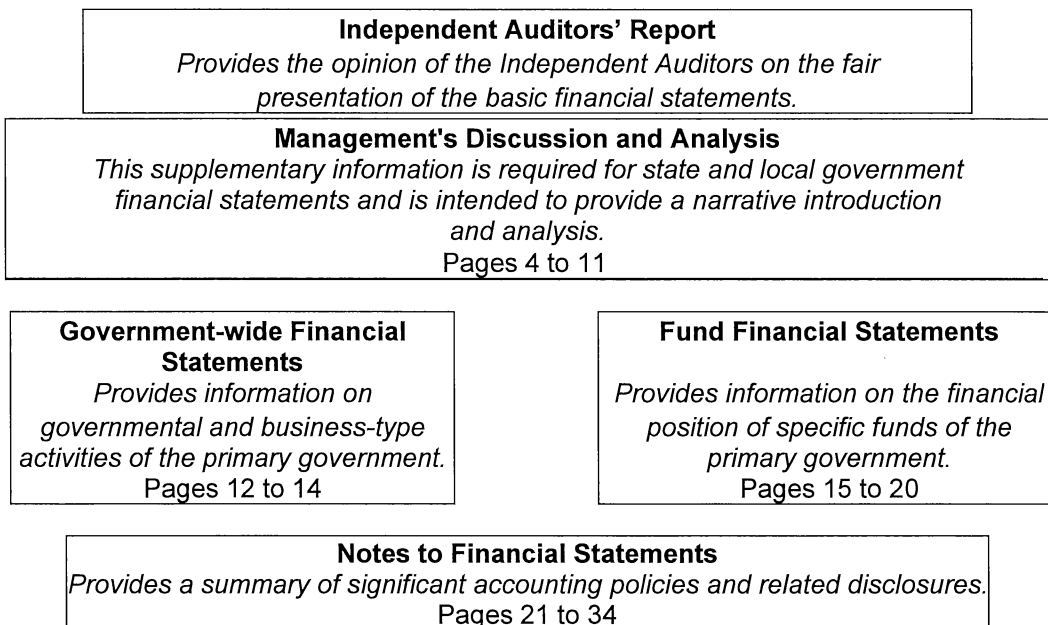 Independent Auditors' Report
Provides the opinion of the Independent Auditors on the fair
presentation of the basic financial statements.
Management's Discussion and Analysis
This supplementary information is required for state and local government
financial statements and is intended to provide a narrative introduction
and analysis.
Pages 4 to 11
Government-wide Financial
Statements
Provides information on
governmental and business-type
activities of the primary government.
Pages 12 to 14
Fund Financial Statements
Provides information on the financial
position of specific funds of the
primary government.
Pages 15 to 20
Notes to Financial Statements
Provides a summary of significant accounting policies and related disclosures.
Pages 21 to 34